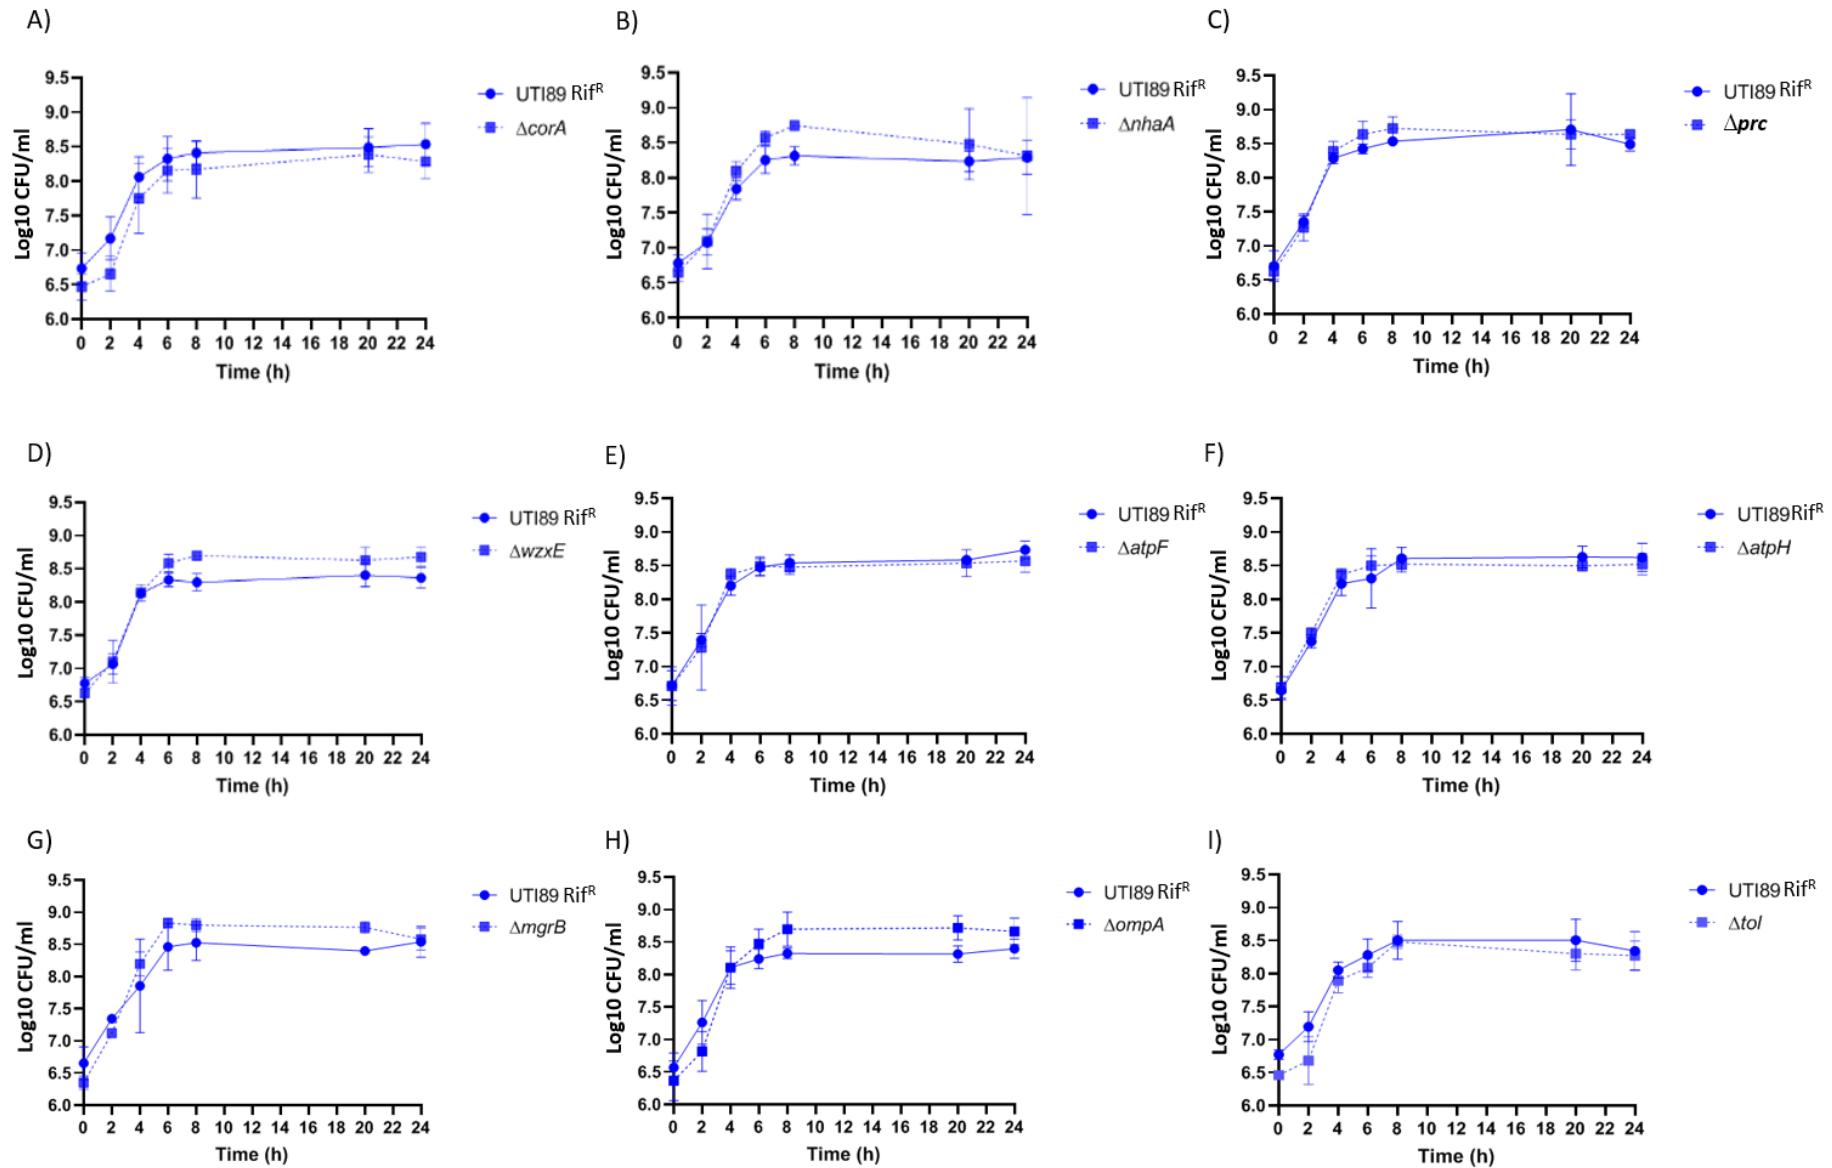 A)
9.5
9.0
8.5
8.0
7.5
7.0
6.5
6.0
Log10 CFU/ml
0 2 4 6 8 10 12 14 16 18 20 22 24
Time (h)
UTI89 Rifᴿ
ΔcorA
B)
9.5
9.0
8.5
8.0
7.5
7.0
6.5
6.0
Log10 CFU/ml
0 2 4 6 8 10 12 14 16 18 20 22 24
Time (h)
UTI89 Rifᴿ
ΔnhaA
C)
9.5
9.0
8.5
8.0
7.5
7.0
6.5
6.0
Log10 CFU/ml
0 2 4 6 8 10 12 14 16 18 20 22 24
Time (h)
UTI89 Rifᴿ
Δprc
D)
9.5
9.0
8.5
8.0
7.5
7.0
6.5
6.0
Log10 CFU/ml
0 2 4 6 8 10 12 14 16 18 20 22 24
Time (h)
UTI89 Rifᴿ
ΔwzxE
E)
9.5
9.0
8.5
8.0
7.5
7.0
6.5
6.0
Log10 CFU/ml
0 2 4 6 8 10 12 14 16 18 20 22 24
Time (h)
UTI89 Rifᴿ
ΔatpF
F)
9.5
9.0
8.5
8.0
7.5
7.0
6.5
6.0
Log10 CFU/ml
0 2 4 6 8 10 12 14 16 18 20 22 24
Time (h)
UTI89 Rifᴿ
ΔatpH
G)
9.5
9.0
8.5
8.0
7.5
7.0
6.5
6.0
Log10 CFU/ml
0 2 4 6 8 10 12 14 16 18 20 22 24
Time (h)
UTI89 Rifᴿ
ΔmgrB
H)
9.5
9.0
8.5
8.0
7.5
7.0
6.5
6.0
Log10 CFU/ml
0 2 4 6 8 10 12 14 16 18 20 22 24
Time (h)
UTI89 Rifᴿ
ΔompA
I)
9.5
9.0
8.5
8.0
7.5
7.0
6.5
6.0
Log10 CFU/ml
0 2 4 6 8 10 12 14 16 18 20 22 24
Time (h)
UTI89 Rifᴿ
Δtol